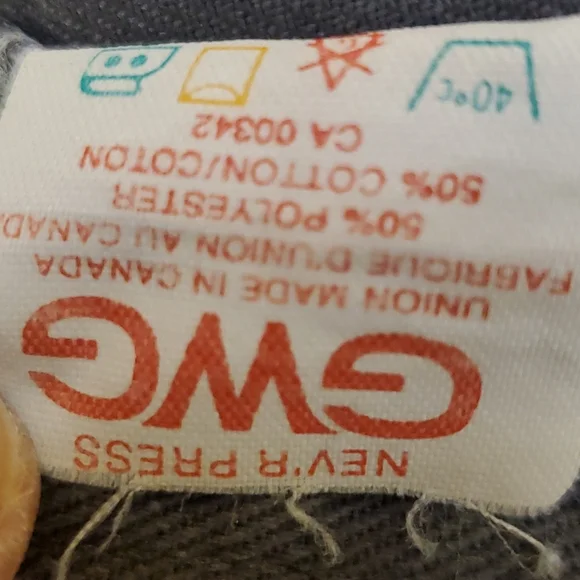 NEV'R PRESS
GWG
UNION MADE IN CANADA
FABRIQUE D'UNION AU CANADA
50% POLYESTER
50% COTTON/COTON
CA 00342
40°C